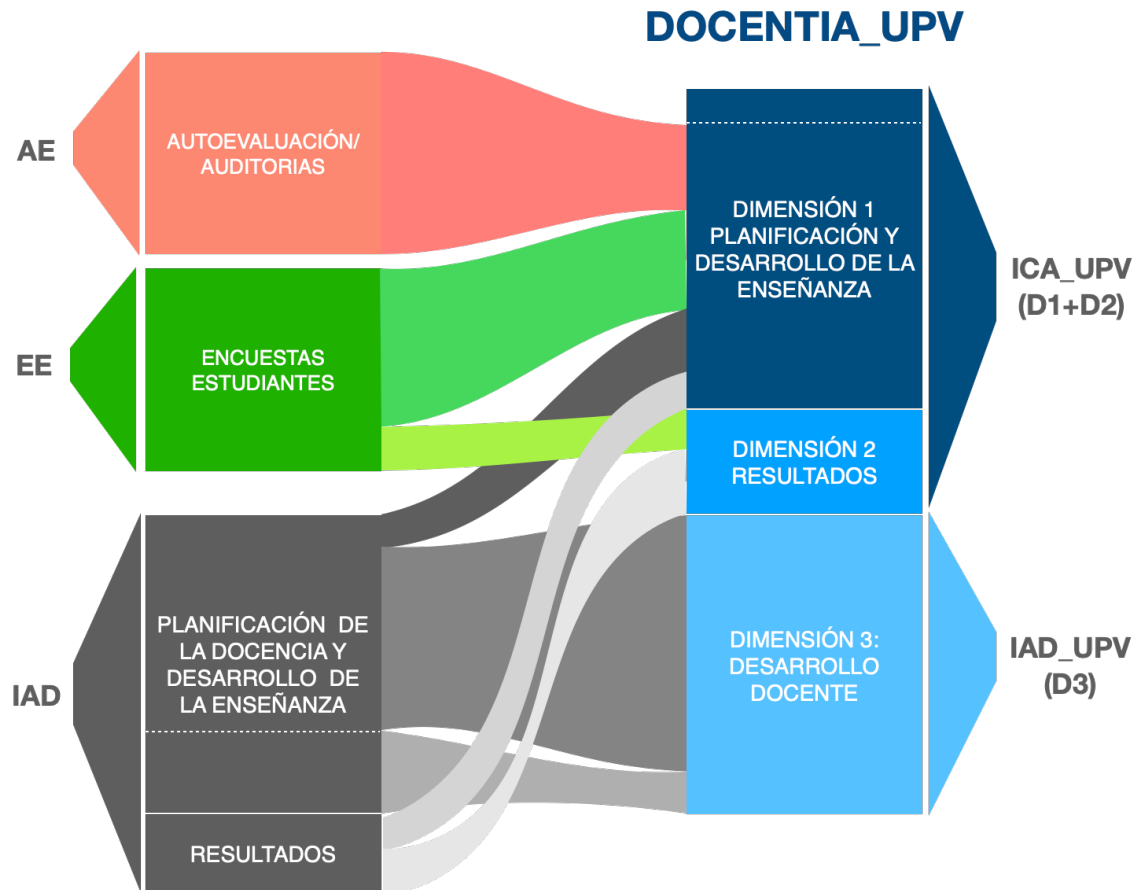 DOCENTIA_UPV
AE
AUTOEVALUACIÓN/
AUDITORIAS
EE
ENCUESTAS
ESTUDIANTES
IAD
PLANIFICACIÓN DE
LA DOCENCIA Y
DESARROLLO DE
LA ENSEÑANZA
RESULTADOS
DIMENSIÓN 1
PLANIFICACIÓN Y
DESARROLLO DE LA
ENSEÑANZA
DIMENSIÓN 2
RESULTADOS
DIMENSIÓN 3:
DESARROLLO
DOCENTE
ICA_UPV
(D1+D2)
IAD_UPV
(D3)